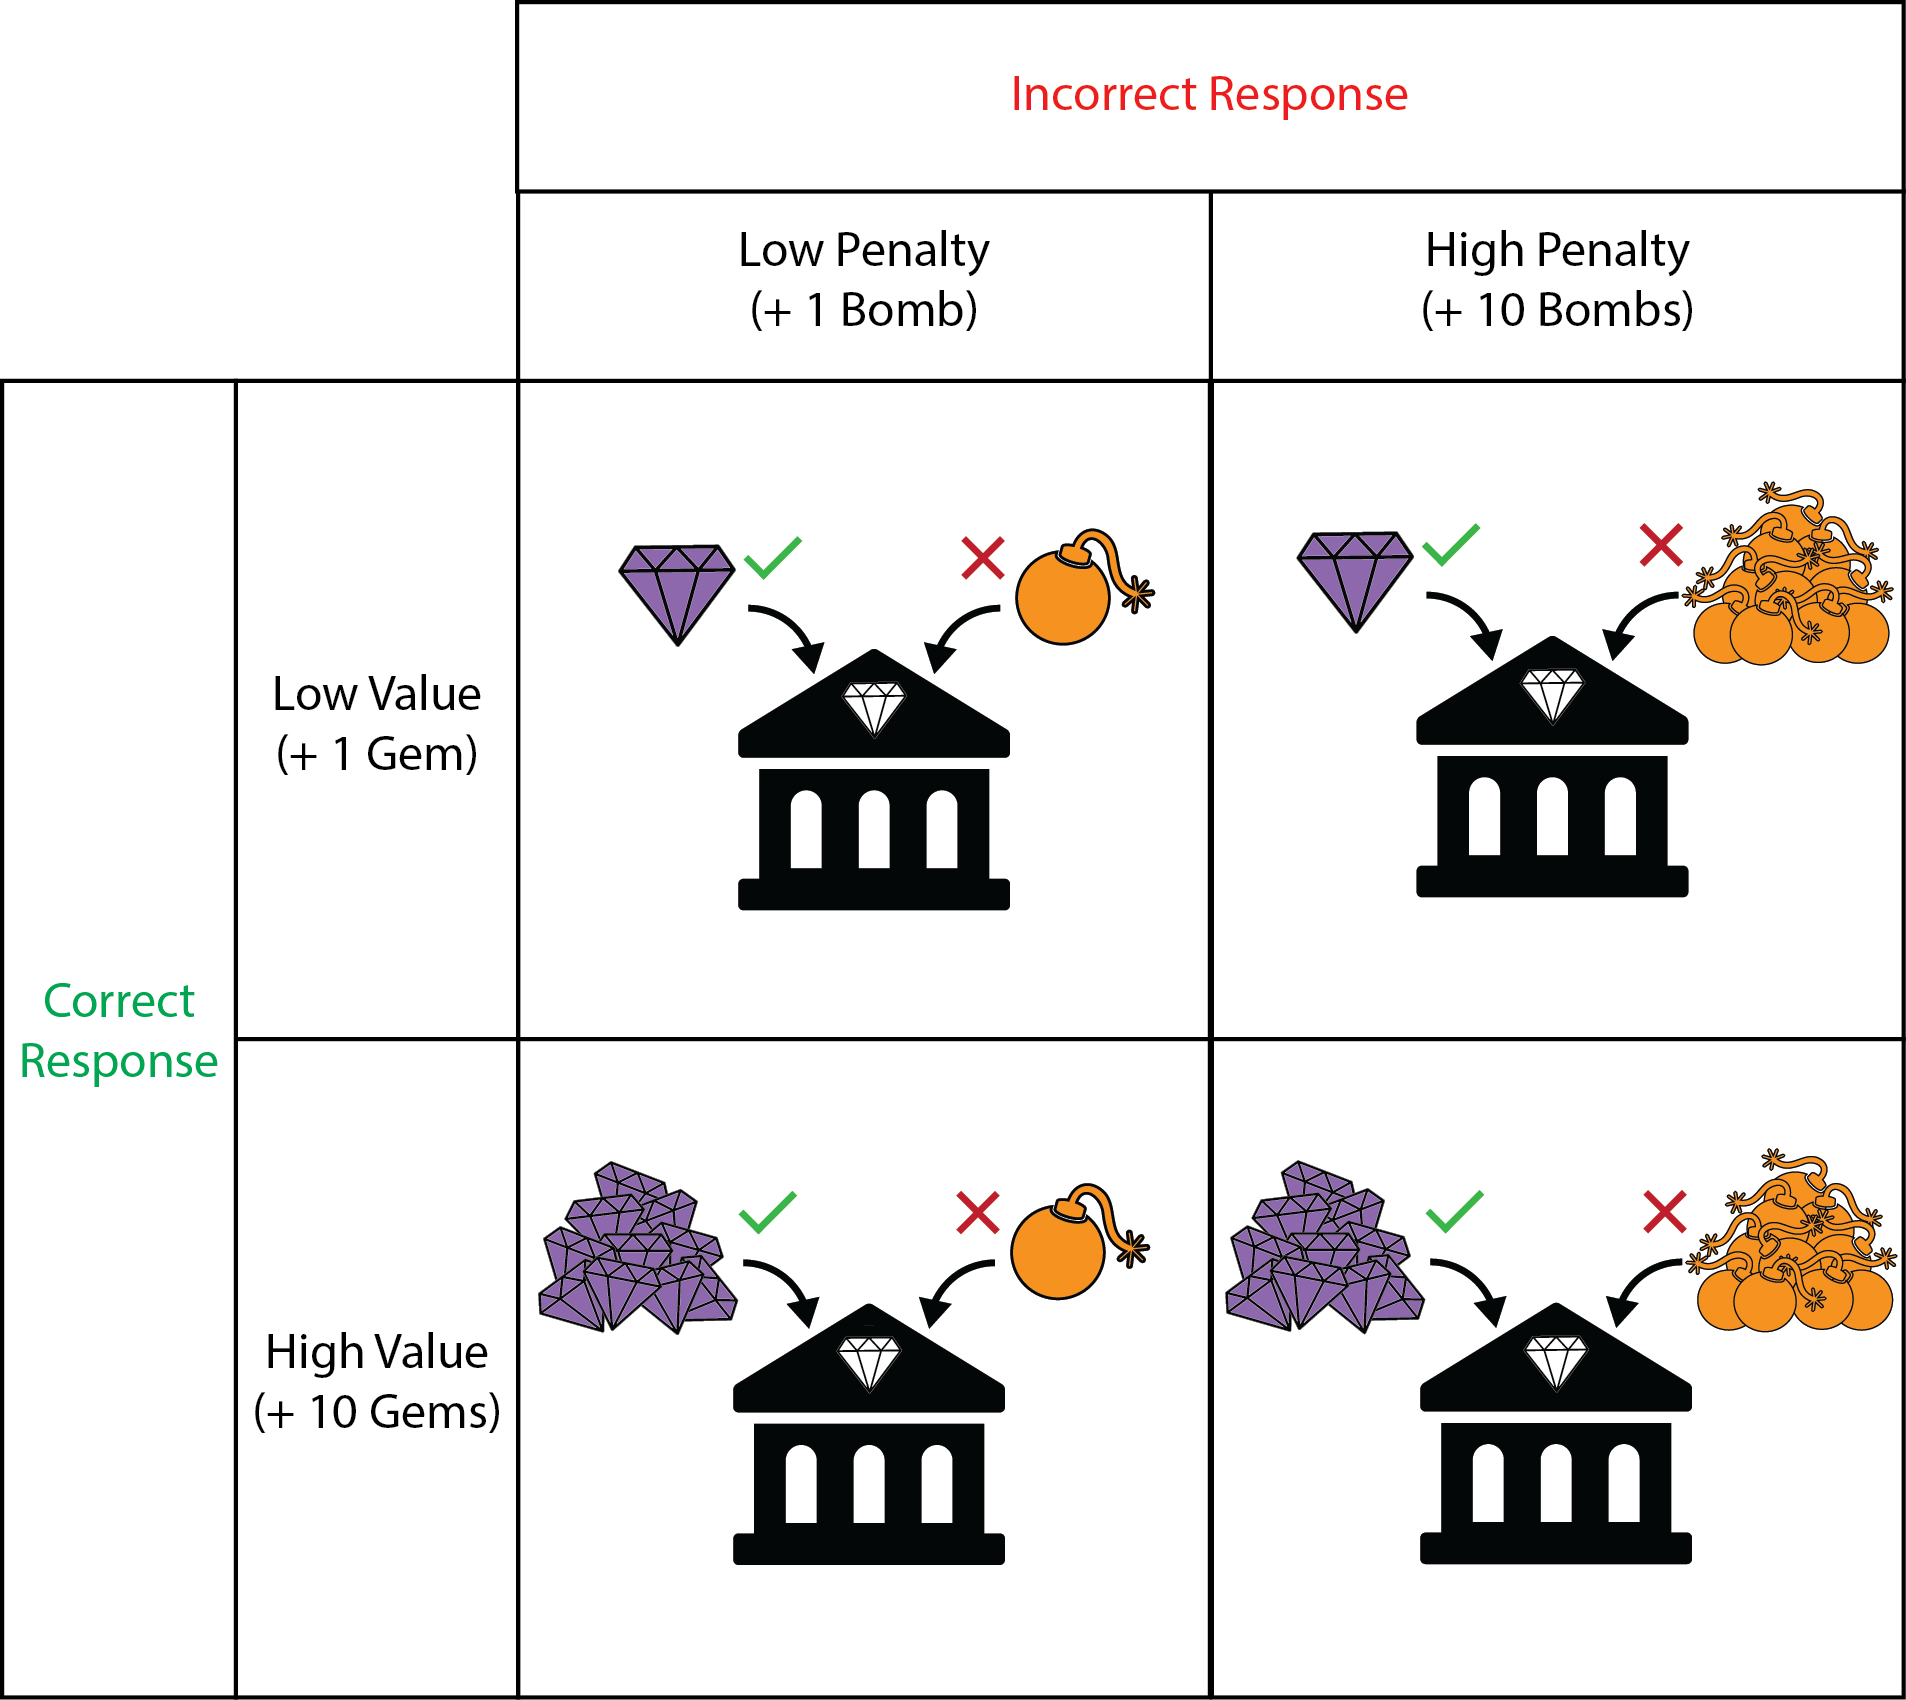 Incorrect Response
Low Penalty
(+ 1 Bomb)
High Penalty
(+ 10 Bombs)
Low Value
(+ 1 Gem)
Correct
Response
High Value
(+ 10 Gems)